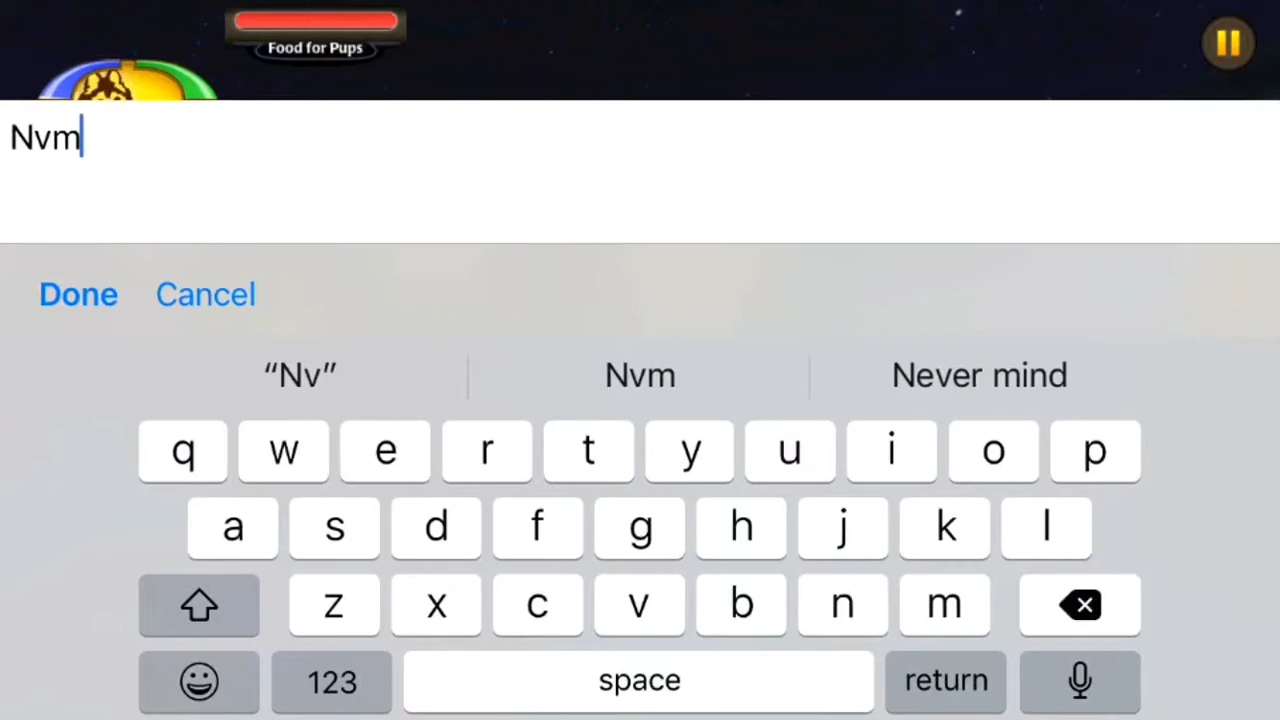 Food for Pups
Nvm
Done Cancel
“Nv” Nvm Never mind
q w e r t y u i o p
a s d f g h j k l
z x c v b n m
123 space return